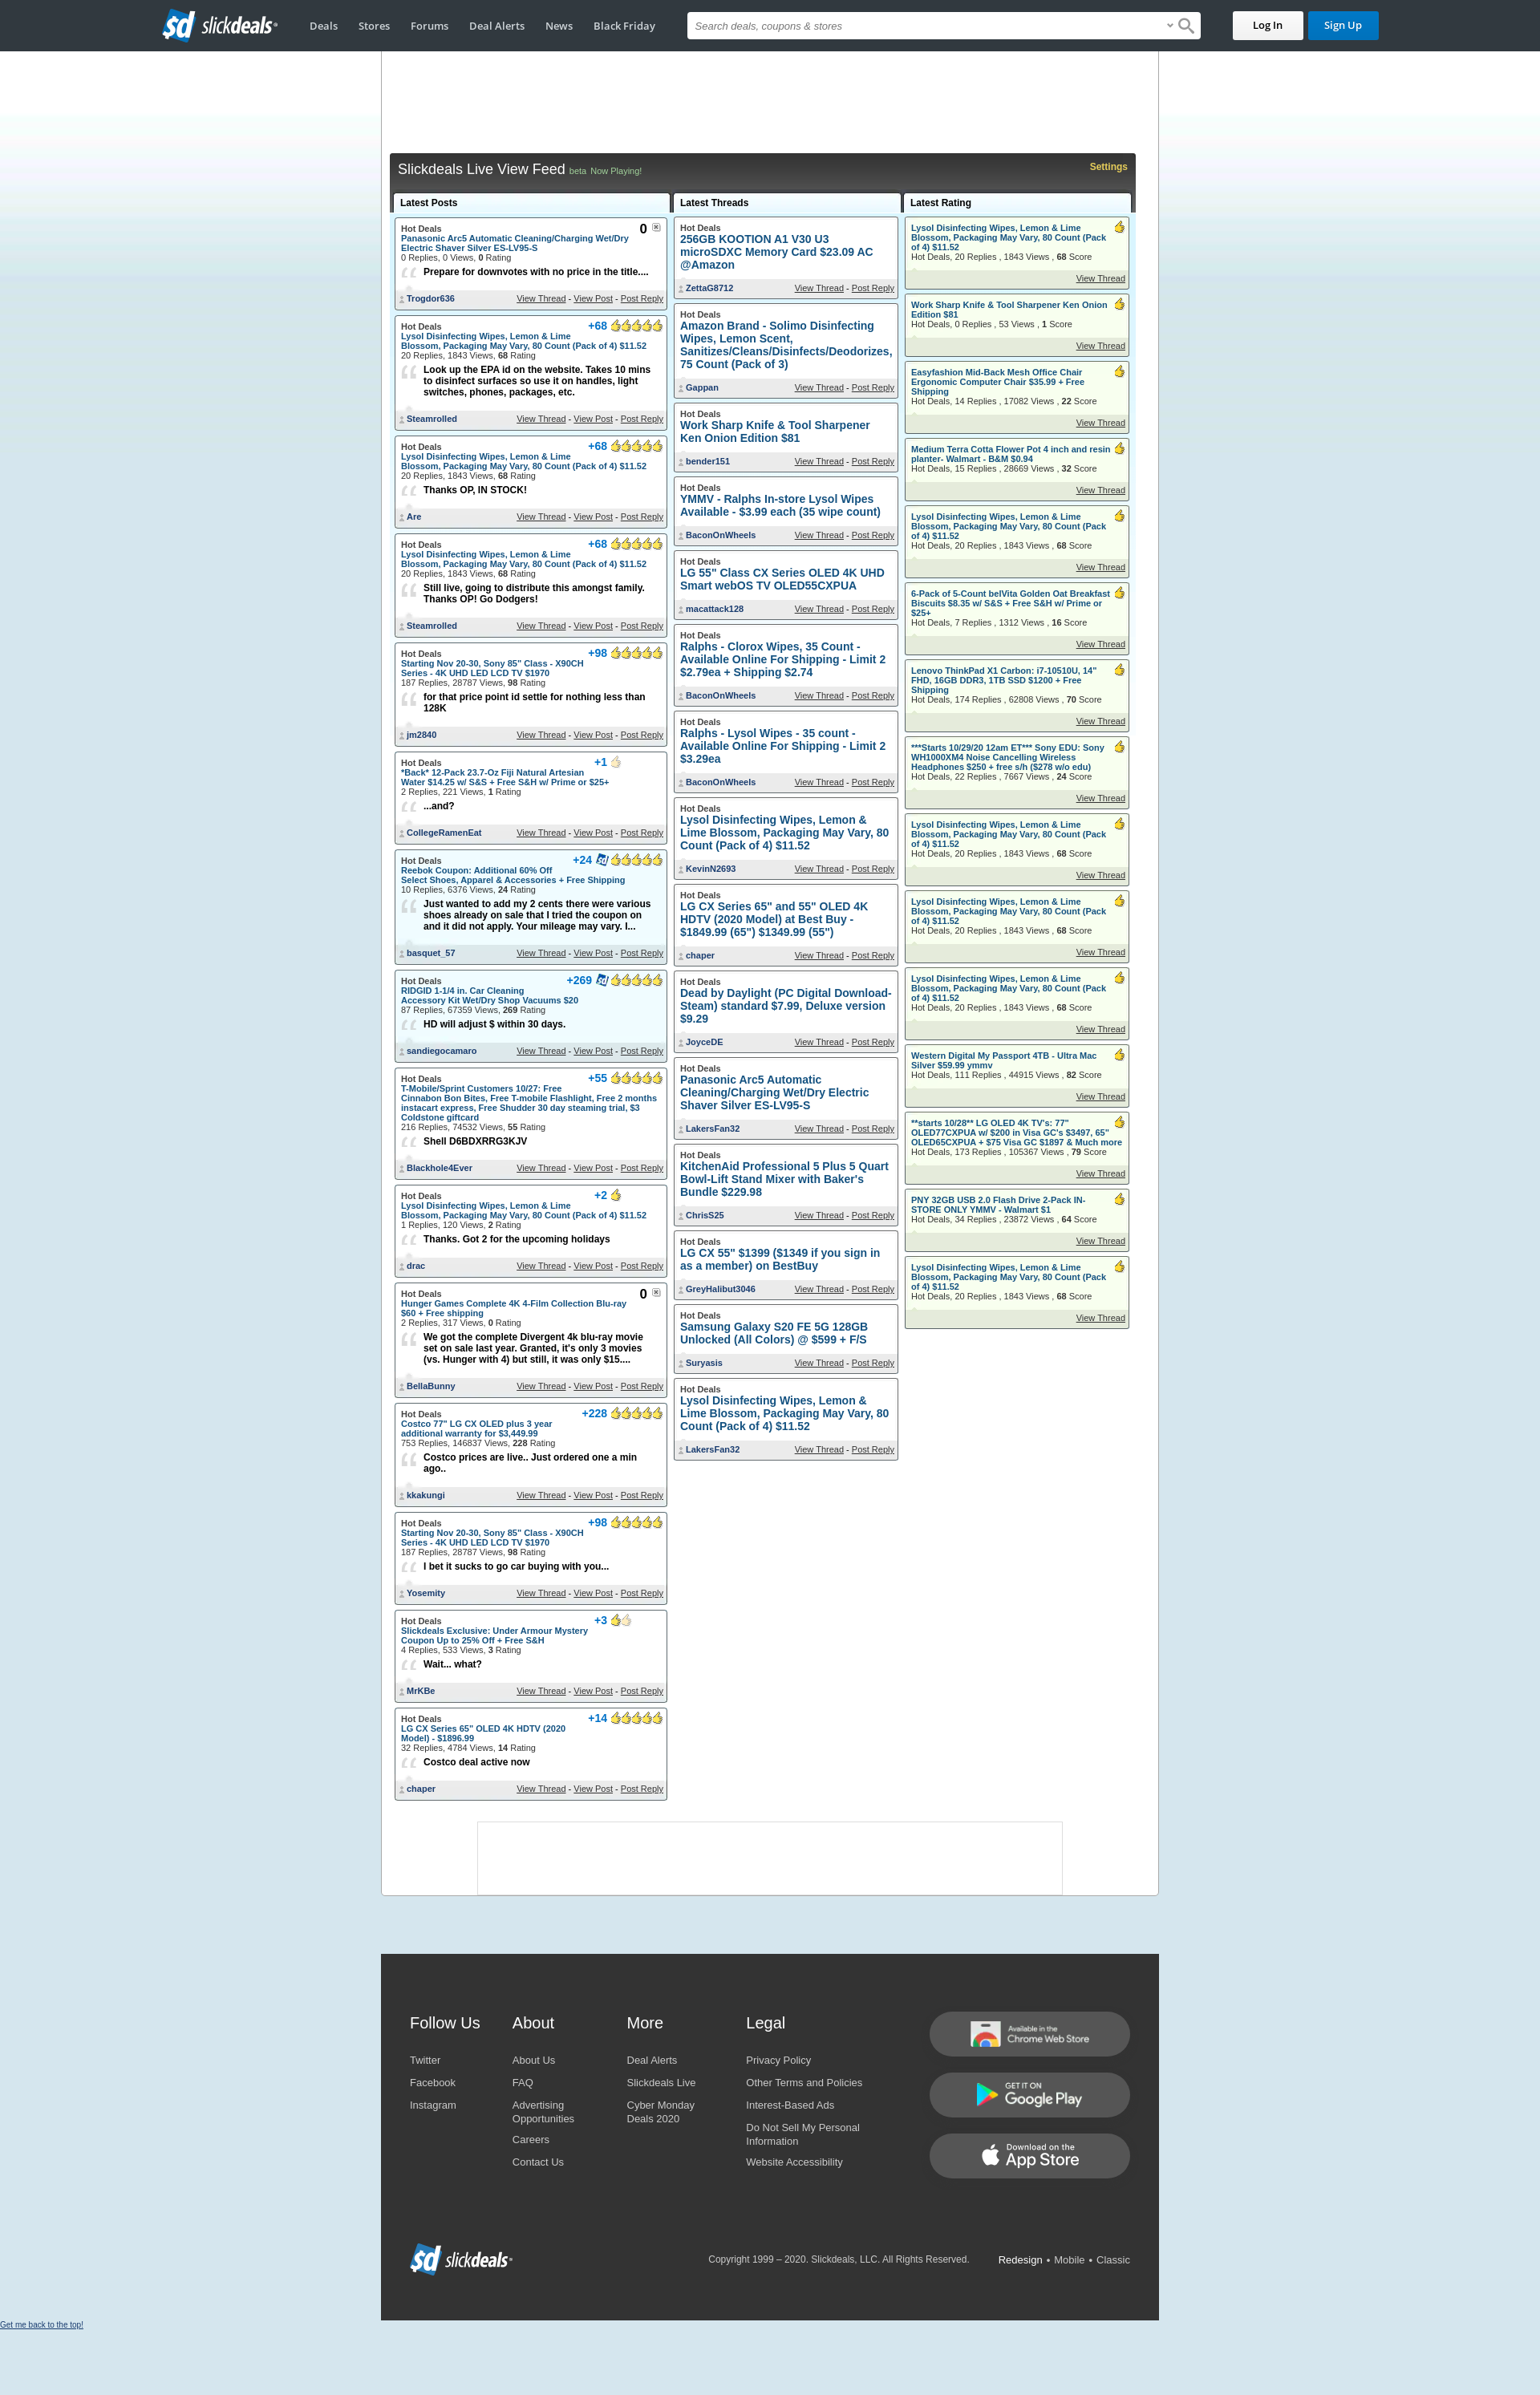 sd slickdeals
Deals Stores Forums Deal Alerts News Black Friday
Search deals, coupons & stores
Log In
Sign Up
Slickdeals Live View Feed beta Now Playing!
Settings
Latest Posts
Hot Deals
0
Panasonic Arc5 Automatic Cleaning/Charging Wet/Dry
Electric Shaver Silver ES-LV95-S
0 Replies, 0 Views, 0 Rating
Prepare for downvotes with no price in the title....
Trogdor636 View Thread - View Post - Post Reply
Hot Deals +68
Lysol Disinfecting Wipes, Lemon & Lime
Blossom, Packaging May Vary, 80 Count (Pack of 4) $11.52
20 Replies, 1843 Views, 68 Rating
Look up the EPA id on the website. Takes 10 mins
to disinfect surfaces so use it on handles, light
switches, phones, packages, etc.
Steamrolled View Thread - View Post - Post Reply
Hot Deals +68
Lysol Disinfecting Wipes, Lemon & Lime
Blossom, Packaging May Vary, 80 Count (Pack of 4) $11.52
20 Replies, 1843 Views, 68 Rating
Thanks OP, IN STOCK!
Are View Thread - View Post - Post Reply
Hot Deals +68
Lysol Disinfecting Wipes, Lemon & Lime
Blossom, Packaging May Vary, 80 Count (Pack of 4) $11.52
20 Replies, 1843 Views, 68 Rating
Still live, going to distribute this amongst family.
Thanks OP! Go Dodgers!
Steamrolled View Thread - View Post - Post Reply
Hot Deals +98
Starting Nov 20-30, Sony 85" Class - X90CH
Series - 4K UHD LED LCD TV $1970
187 Replies, 28787 Views, 98 Rating
for that price point id settle for nothing less than
128K
jm2840 View Thread - View Post - Post Reply
Hot Deals +1
*Back* 12-Pack 23.7-Oz Fiji Natural Artesian
Water $14.25 w/ S&S + Free S&H w/ Prime or $25+
2 Replies, 221 Views, 1 Rating
...and?
CollegeRamenEat View Thread - View Post - Post Reply
Hot Deals +24
Reebok Coupon: Additional 60% Off
Select Shoes, Apparel & Accessories + Free Shipping
10 Replies, 6376 Views, 24 Rating
Just wanted to add my 2 cents there were various
shoes already on sale that I tried the coupon on
and it did not apply. Your mileage may vary. I...
basquet_57 View Thread - View Post - Post Reply
Hot Deals +269
RIDGID 1-1/4 in. Car Cleaning
Accessory Kit Wet/Dry Shop Vacuums $20
87 Replies, 67359 Views, 269 Rating
HD will adjust $ within 30 days.
sandiegocamaro View Thread - View Post - Post Reply
Hot Deals +55
T-Mobile/Sprint Customers 10/27: Free
Cinnabon Bon Bites, Free T-mobile Flashlight, Free 2 months
instacart express, Free Shudder 30 day steaming trial, $3
Coldstone giftcard
216 Replies, 74532 Views, 55 Rating
Shell D6BDXRRG3KJV
Blackhole4Ever View Thread - View Post - Post Reply
Hot Deals +2
Lysol Disinfecting Wipes, Lemon & Lime
Blossom, Packaging May Vary, 80 Count (Pack of 4) $11.52
1 Replies, 120 Views, 2 Rating
Thanks. Got 2 for the upcoming holidays
drac View Thread - View Post - Post Reply
Hot Deals 0
Hunger Games Complete 4K 4-Film Collection Blu-ray
$60 + Free shipping
2 Replies, 317 Views, 0 Rating
We got the complete Divergent 4k blu-ray movie
set on sale last year. Granted, it's only 3 movies
(vs. Hunger with 4) but still, it was only $15....
BellaBunny View Thread - View Post - Post Reply
Hot Deals +228
Costco 77" LG CX OLED plus 3 year
additional warranty for $3,449.99
753 Replies, 146837 Views, 228 Rating
Costco prices are live.. Just ordered one a min
ago..
kkakungi View Thread - View Post - Post Reply
Hot Deals +98
Starting Nov 20-30, Sony 85" Class - X90CH
Series - 4K UHD LED LCD TV $1970
187 Replies, 28787 Views, 98 Rating
I bet it sucks to go car buying with you...
Yosemity View Thread - View Post - Post Reply
Hot Deals +3
Slickdeals Exclusive: Under Armour Mystery
Coupon Up to 25% Off + Free S&H
4 Replies, 533 Views, 3 Rating
Wait... what?
MrKBe View Thread - View Post - Post Reply
Hot Deals +14
LG CX Series 65" OLED 4K HDTV (2020
Model) - $1896.99
32 Replies, 4784 Views, 14 Rating
Costco deal active now
chaper View Thread - View Post - Post Reply
Latest Threads
Hot Deals
256GB KOOTION A1 V30 U3
microSDXC Memory Card $23.09 AC
@Amazon
ZettaG8712 View Thread - Post Reply
Hot Deals
Amazon Brand - Solimo Disinfecting
Wipes, Lemon Scent,
Sanitizes/Cleans/Disinfects/Deodorizes,
75 Count (Pack of 3)
Gappan View Thread - Post Reply
Hot Deals
Work Sharp Knife & Tool Sharpener
Ken Onion Edition $81
bender151 View Thread - Post Reply
Hot Deals
YMMV - Ralphs In-store Lysol Wipes
Available - $3.99 each (35 wipe count)
BaconOnWheels View Thread - Post Reply
Hot Deals
LG 55" Class CX Series OLED 4K UHD
Smart webOS TV OLED55CXPUA
macattack128 View Thread - Post Reply
Hot Deals
Ralphs - Clorox Wipes, 35 Count -
Available Online For Shipping - Limit 2
$2.79ea + Shipping $2.74
BaconOnWheels View Thread - Post Reply
Hot Deals
Ralphs - Lysol Wipes - 35 count -
Available Online For Shipping - Limit 2
$3.29ea
BaconOnWheels View Thread - Post Reply
Hot Deals
Lysol Disinfecting Wipes, Lemon &
Lime Blossom, Packaging May Vary, 80
Count (Pack of 4) $11.52
KevinN2693 View Thread - Post Reply
Hot Deals
LG CX Series 65" and 55" OLED 4K
HDTV (2020 Model) at Best Buy -
$1849.99 (65") $1349.99 (55")
chaper View Thread - Post Reply
Hot Deals
Dead by Daylight (PC Digital Download-
Steam) standard $7.99, Deluxe version
$9.29
JoyceDE View Thread - Post Reply
Hot Deals
Panasonic Arc5 Automatic
Cleaning/Charging Wet/Dry Electric
Shaver Silver ES-LV95-S
LakersFan32 View Thread - Post Reply
Hot Deals
KitchenAid Professional 5 Plus 5 Quart
Bowl-Lift Stand Mixer with Baker's
Bundle $229.98
ChrisS25 View Thread - Post Reply
Hot Deals
LG CX 55" $1399 ($1349 if you sign in
as a member) on BestBuy
GreyHalibut3046 View Thread - Post Reply
Hot Deals
Samsung Galaxy S20 FE 5G 128GB
Unlocked (All Colors) @ $599 + F/S
Suryasis View Thread - Post Reply
Hot Deals
Lysol Disinfecting Wipes, Lemon &
Lime Blossom, Packaging May Vary, 80
Count (Pack of 4) $11.52
LakersFan32 View Thread - Post Reply
Latest Rating
Lysol Disinfecting Wipes, Lemon & Lime
Blossom, Packaging May Vary, 80 Count (Pack
of 4) $11.52
Hot Deals, 20 Replies , 1843 Views , 68 Score
View Thread
Work Sharp Knife & Tool Sharpener Ken Onion
Edition $81
Hot Deals, 0 Replies , 53 Views , 1 Score
View Thread
Easyfashion Mid-Back Mesh Office Chair
Ergonomic Computer Chair $35.99 + Free
Shipping
Hot Deals, 14 Replies , 17082 Views , 22 Score
View Thread
Medium Terra Cotta Flower Pot 4 inch and resin
planter- Walmart - B&M $0.94
Hot Deals, 15 Replies , 28669 Views , 32 Score
View Thread
Lysol Disinfecting Wipes, Lemon & Lime
Blossom, Packaging May Vary, 80 Count (Pack
of 4) $11.52
Hot Deals, 20 Replies , 1843 Views , 68 Score
View Thread
6-Pack of 5-Count belVita Golden Oat Breakfast
Biscuits $8.35 w/ S&S + Free S&H w/ Prime or
$25+
Hot Deals, 7 Replies , 1312 Views , 16 Score
View Thread
Lenovo ThinkPad X1 Carbon: i7-10510U, 14"
FHD, 16GB DDR3, 1TB SSD $1200 + Free
Shipping
Hot Deals, 174 Replies , 62808 Views , 70 Score
View Thread
***Starts 10/29/20 12am ET*** Sony EDU: Sony
WH1000XM4 Noise Cancelling Wireless
Headphones $250 + free s/h ($278 w/o edu)
Hot Deals, 22 Replies , 7667 Views , 24 Score
View Thread
Lysol Disinfecting Wipes, Lemon & Lime
Blossom, Packaging May Vary, 80 Count (Pack
of 4) $11.52
Hot Deals, 20 Replies , 1843 Views , 68 Score
View Thread
Lysol Disinfecting Wipes, Lemon & Lime
Blossom, Packaging May Vary, 80 Count (Pack
of 4) $11.52
Hot Deals, 20 Replies , 1843 Views , 68 Score
View Thread
Lysol Disinfecting Wipes, Lemon & Lime
Blossom, Packaging May Vary, 80 Count (Pack
of 4) $11.52
Hot Deals, 20 Replies , 1843 Views , 68 Score
View Thread
Western Digital My Passport 4TB - Ultra Mac
Silver $59.99 ymmv
Hot Deals, 111 Replies , 44915 Views , 82 Score
View Thread
**starts 10/28** LG OLED 4K TV's: 77"
OLED77CXPUA w/ $200 in Visa GC's $3497, 65"
OLED65CXPUA + $75 Visa GC $1897 & Much more
Hot Deals, 173 Replies , 105367 Views , 79 Score
View Thread
PNY 32GB USB 2.0 Flash Drive 2-Pack IN-
STORE ONLY YMMV - Walmart $1
Hot Deals, 34 Replies , 23872 Views , 64 Score
View Thread
Lysol Disinfecting Wipes, Lemon & Lime
Blossom, Packaging May Vary, 80 Count (Pack
of 4) $11.52
Hot Deals, 20 Replies , 1843 Views , 68 Score
View Thread
Follow Us
Twitter
Facebook
Instagram
About
About Us
FAQ
Advertising
Opportunities
Careers
Contact Us
More
Deal Alerts
Slickdeals Live
Cyber Monday
Deals 2020
Legal
Privacy Policy
Other Terms and Policies
Interest-Based Ads
Do Not Sell My Personal
Information
Website Accessibility
Available in the
Chrome Web Store
GET IT ON
Google Play
Download on the
App Store
sd slickdeals
Copyright 1999 – 2020. Slickdeals, LLC. All Rights Reserved.
Redesign • Mobile • Classic
Get me back to the top!